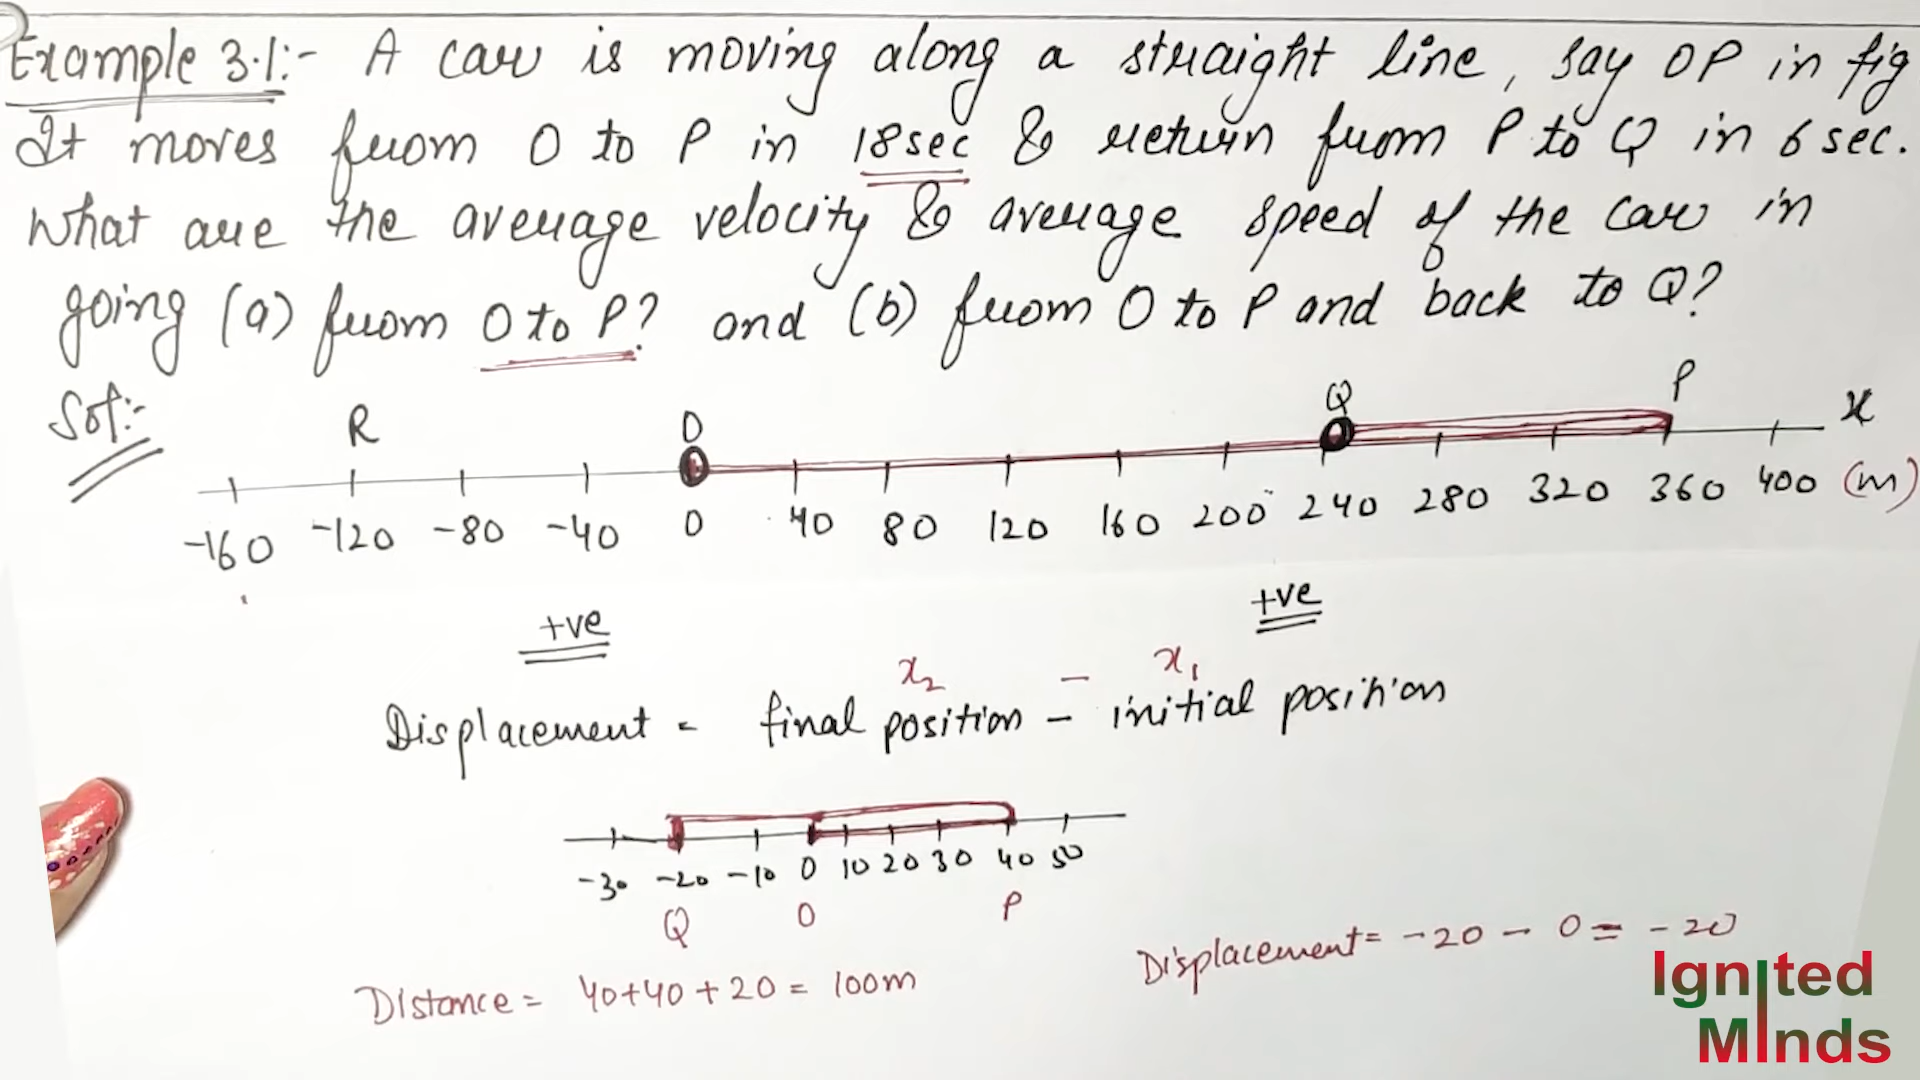 Example 3.1:- A car is moving along a straight line, say OP in fig
It moves from O to P in 18sec & return from P to Q in 6 sec.
What are the average velocity & average speed of the car in
going (a) from O to P? and (b) from O to P and back to Q?
Sol:-
R O Q P x
-160 -120 -80 -40 0 40 80 120 160 200 240 280 320 360 400 (m)
+ve +ve
x₂ - x₁
Displacement = final position - initial position
-30 -20 -10 0 10 20 30 40 50
Q O P
Distance = 40+40+20 = 100m
Displacement = -20 - 0 = -20
Ignited
Minds